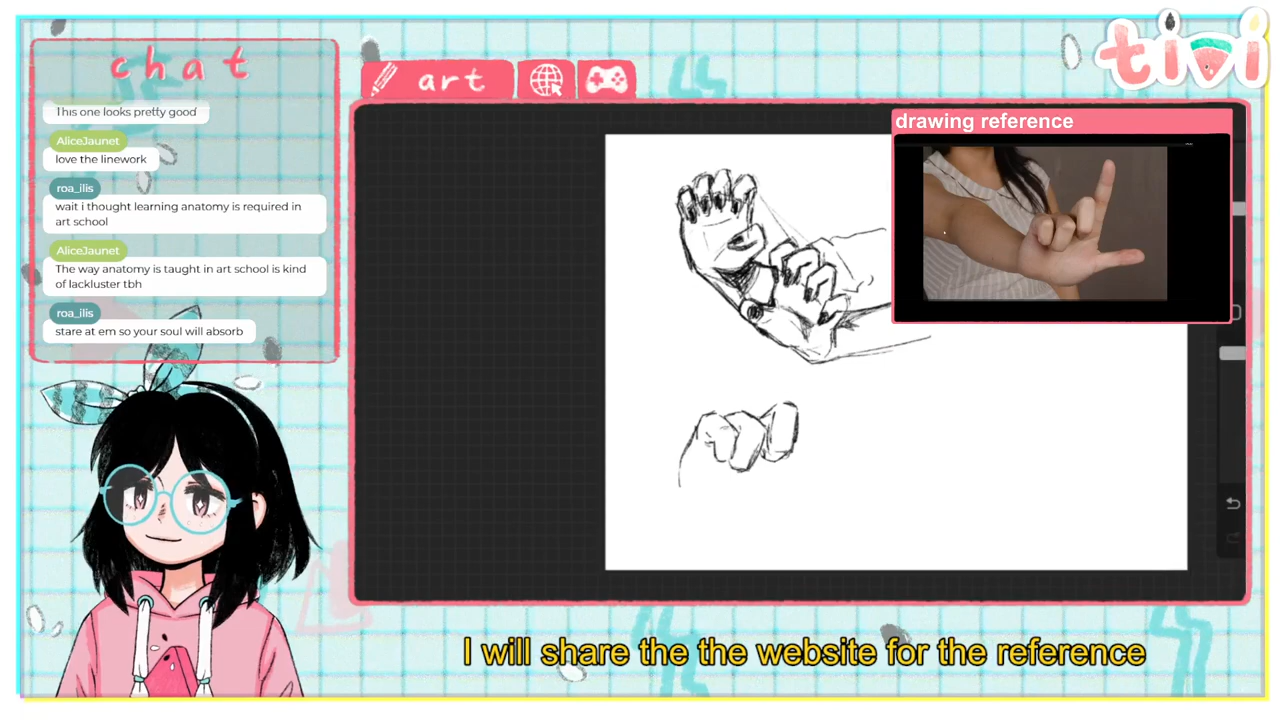 chat
This one looks pretty good
AliceJaunet
love the linework
roa_ilis
wait i thought learning anatomy is required in
art school
AliceJaunet
The way anatomy is taught in art school is kind
of lackluster tbh
roa_ilis
stare at em so your soul will absorb
art
drawing reference
tivi
I will share the the website for the reference